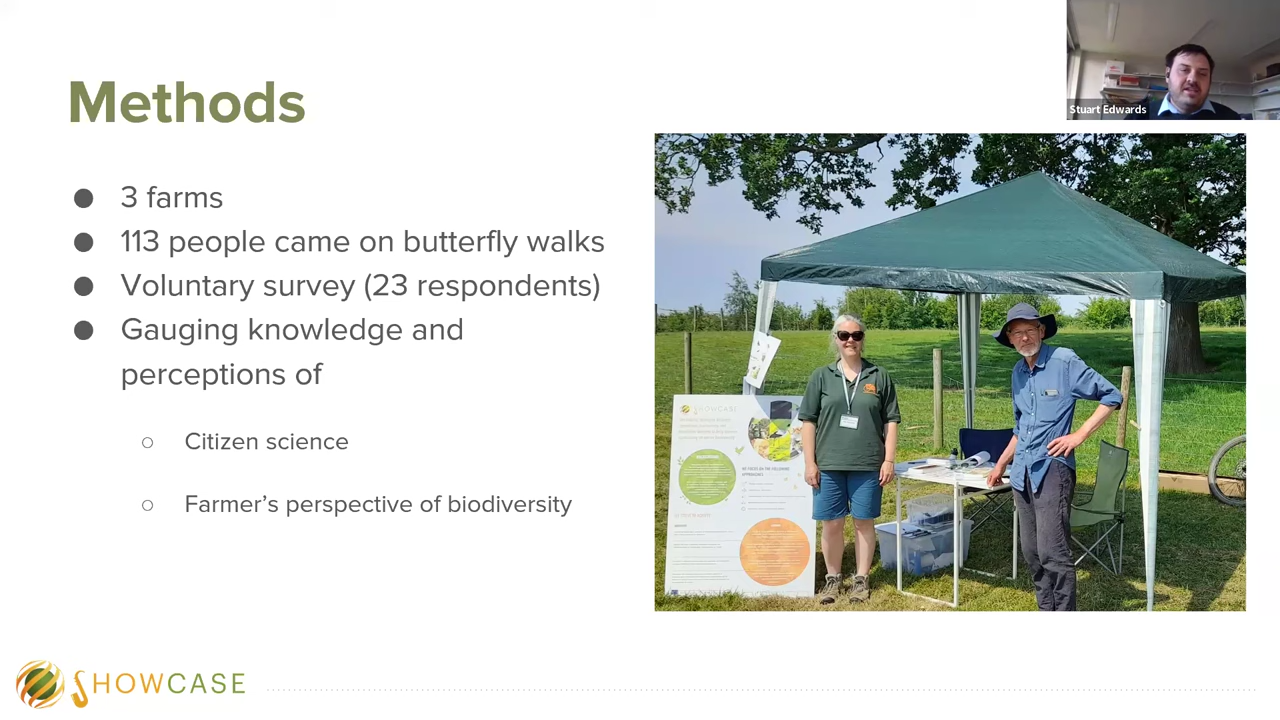 Methods
Stuart Edwards
● 3 farms
● 113 people came on butterfly walks
● Voluntary survey (23 respondents)
● Gauging knowledge and
perceptions of
○ Citizen science
○ Farmer’s perspective of biodiversity
SHOWCASE
SHOWCASE